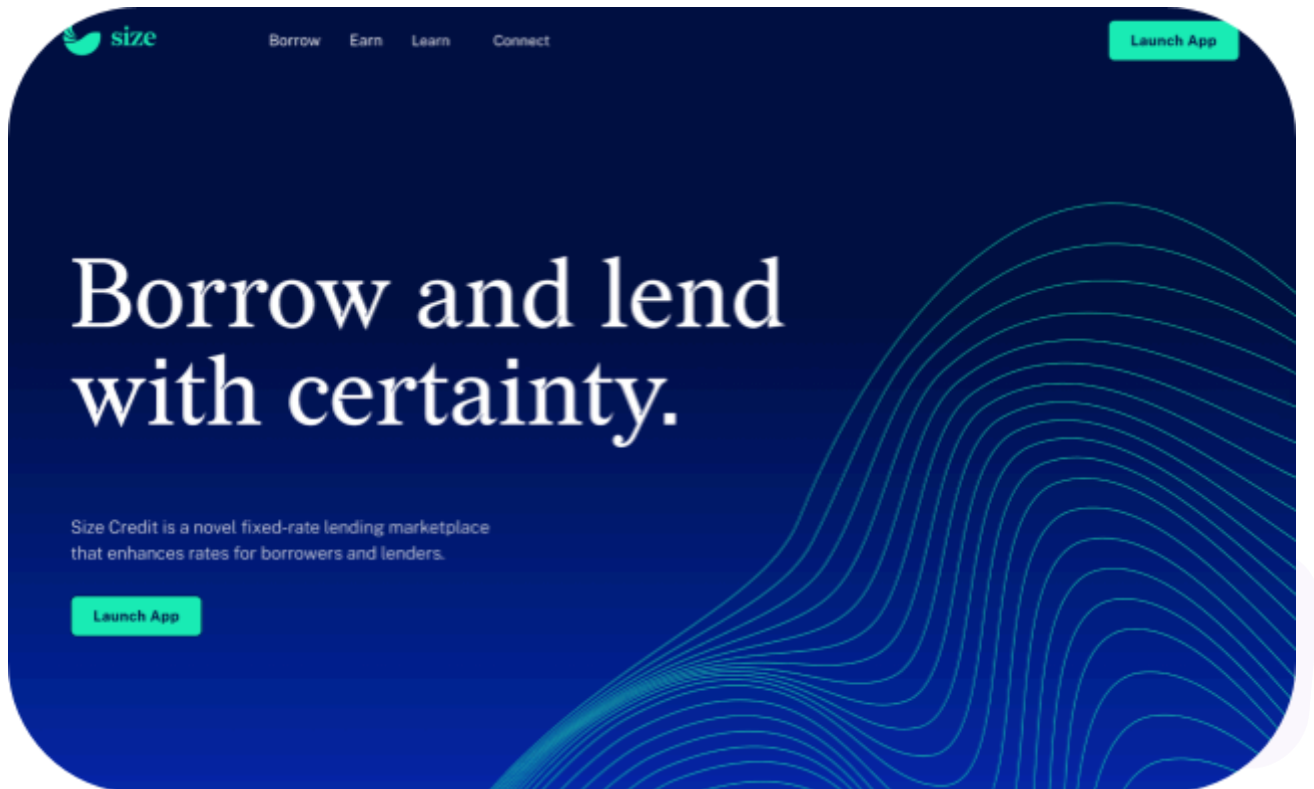 size
Borrow Earn Learn Connect
Launch App
Borrow and lend
with certainty.
Size Credit is a novel fixed-rate lending marketplace
that enhances rates for borrowers and lenders.
Launch App